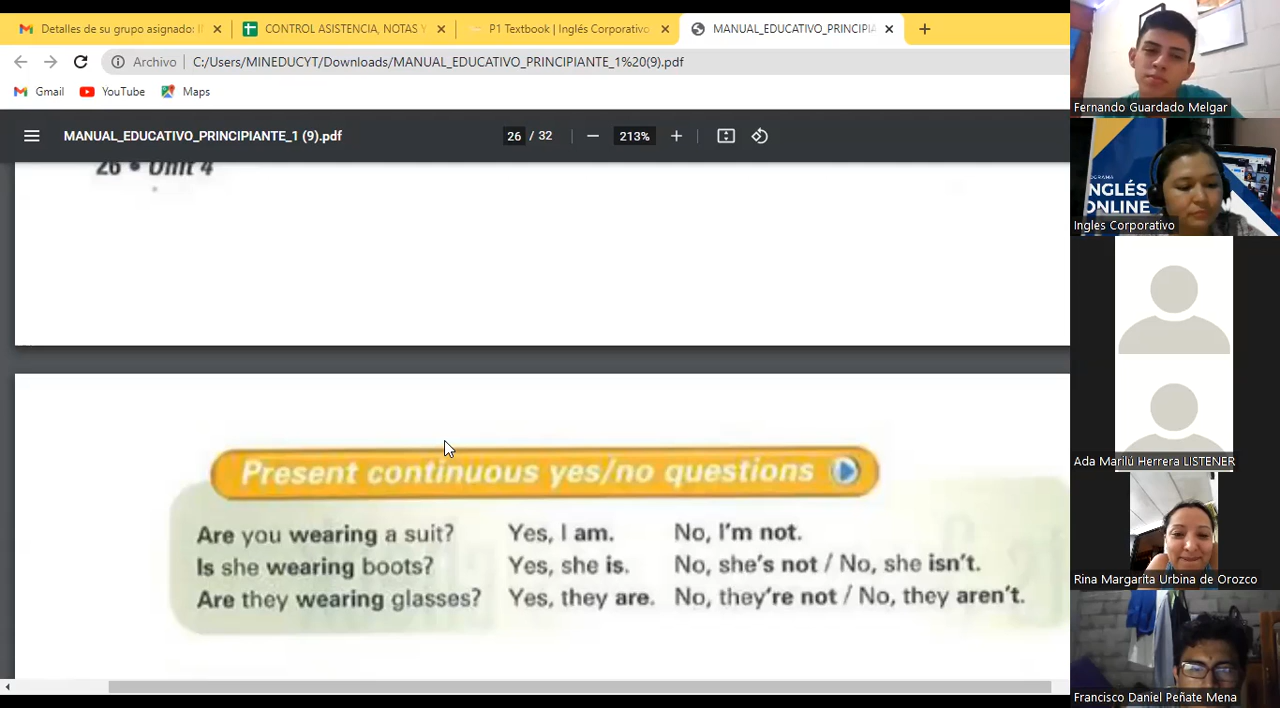 Detalles de su grupo asignado: I
CONTROL ASISTENCIA, NOTAS Y
P1 Textbook | Inglés Corporativo
MANUAL_EDUCATIVO_PRINCIPIA
Archivo C:/Users/MINEDUCYT/Downloads/MANUAL_EDUCATIVO_PRINCIPIANTE_1%20(9).pdf
Gmail YouTube Maps
MANUAL_EDUCATIVO_PRINCIPIANTE_1 (9).pdf 26 / 32 213%
26 • Unit 4
Present continuous yes/no questions
Are you wearing a suit? Yes, I am. No, I'm not.
Is she wearing boots? Yes, she is. No, she's not / No, she isn't.
Are they wearing glasses? Yes, they are. No, they're not / No, they aren't.
Fernando Guardado Melgar
INGLÉS
ONLINE
Ingles Corporativo
Ada Marilú Herrera LISTENER
Rina Margarita Urbina de Orozco
Francisco Daniel Peñate Mena